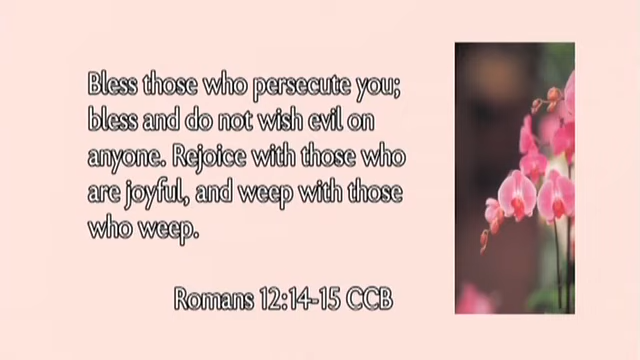 Bless those who persecute you;
bless and do not wish evil on
anyone. Rejoice with those who
are joyful, and weep with those
who weep.
Romans 12:14-15 CCB